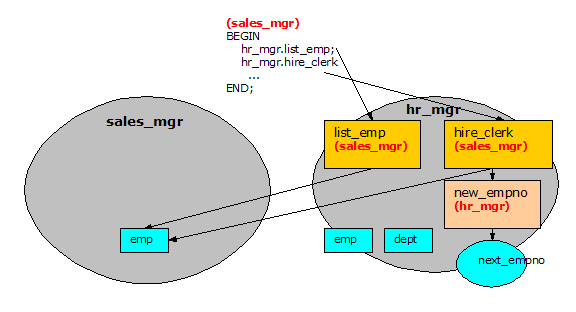 (sales_mgr)
BEGIN
hr_mgr.list_emp;
hr_mgr.hire_clerk
...
END;
sales_mgr
hr_mgr
list_emp
(sales_mgr)
hire_clerk
(sales_mgr)
new_empno
(hr_mgr)
emp
emp
dept
next_empno